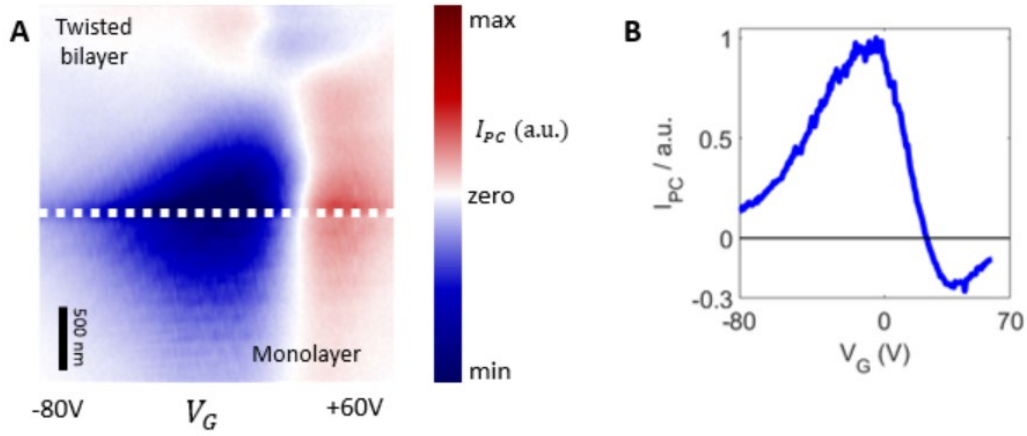 A
Twisted
bilayer
500 nm
Monolayer
-80V
V_G
+60V
max
I_PC (a.u.)
zero
min
B
I_PC / a.u.
1
0.5
0
-0.3
-80
0
70
V_G (V)